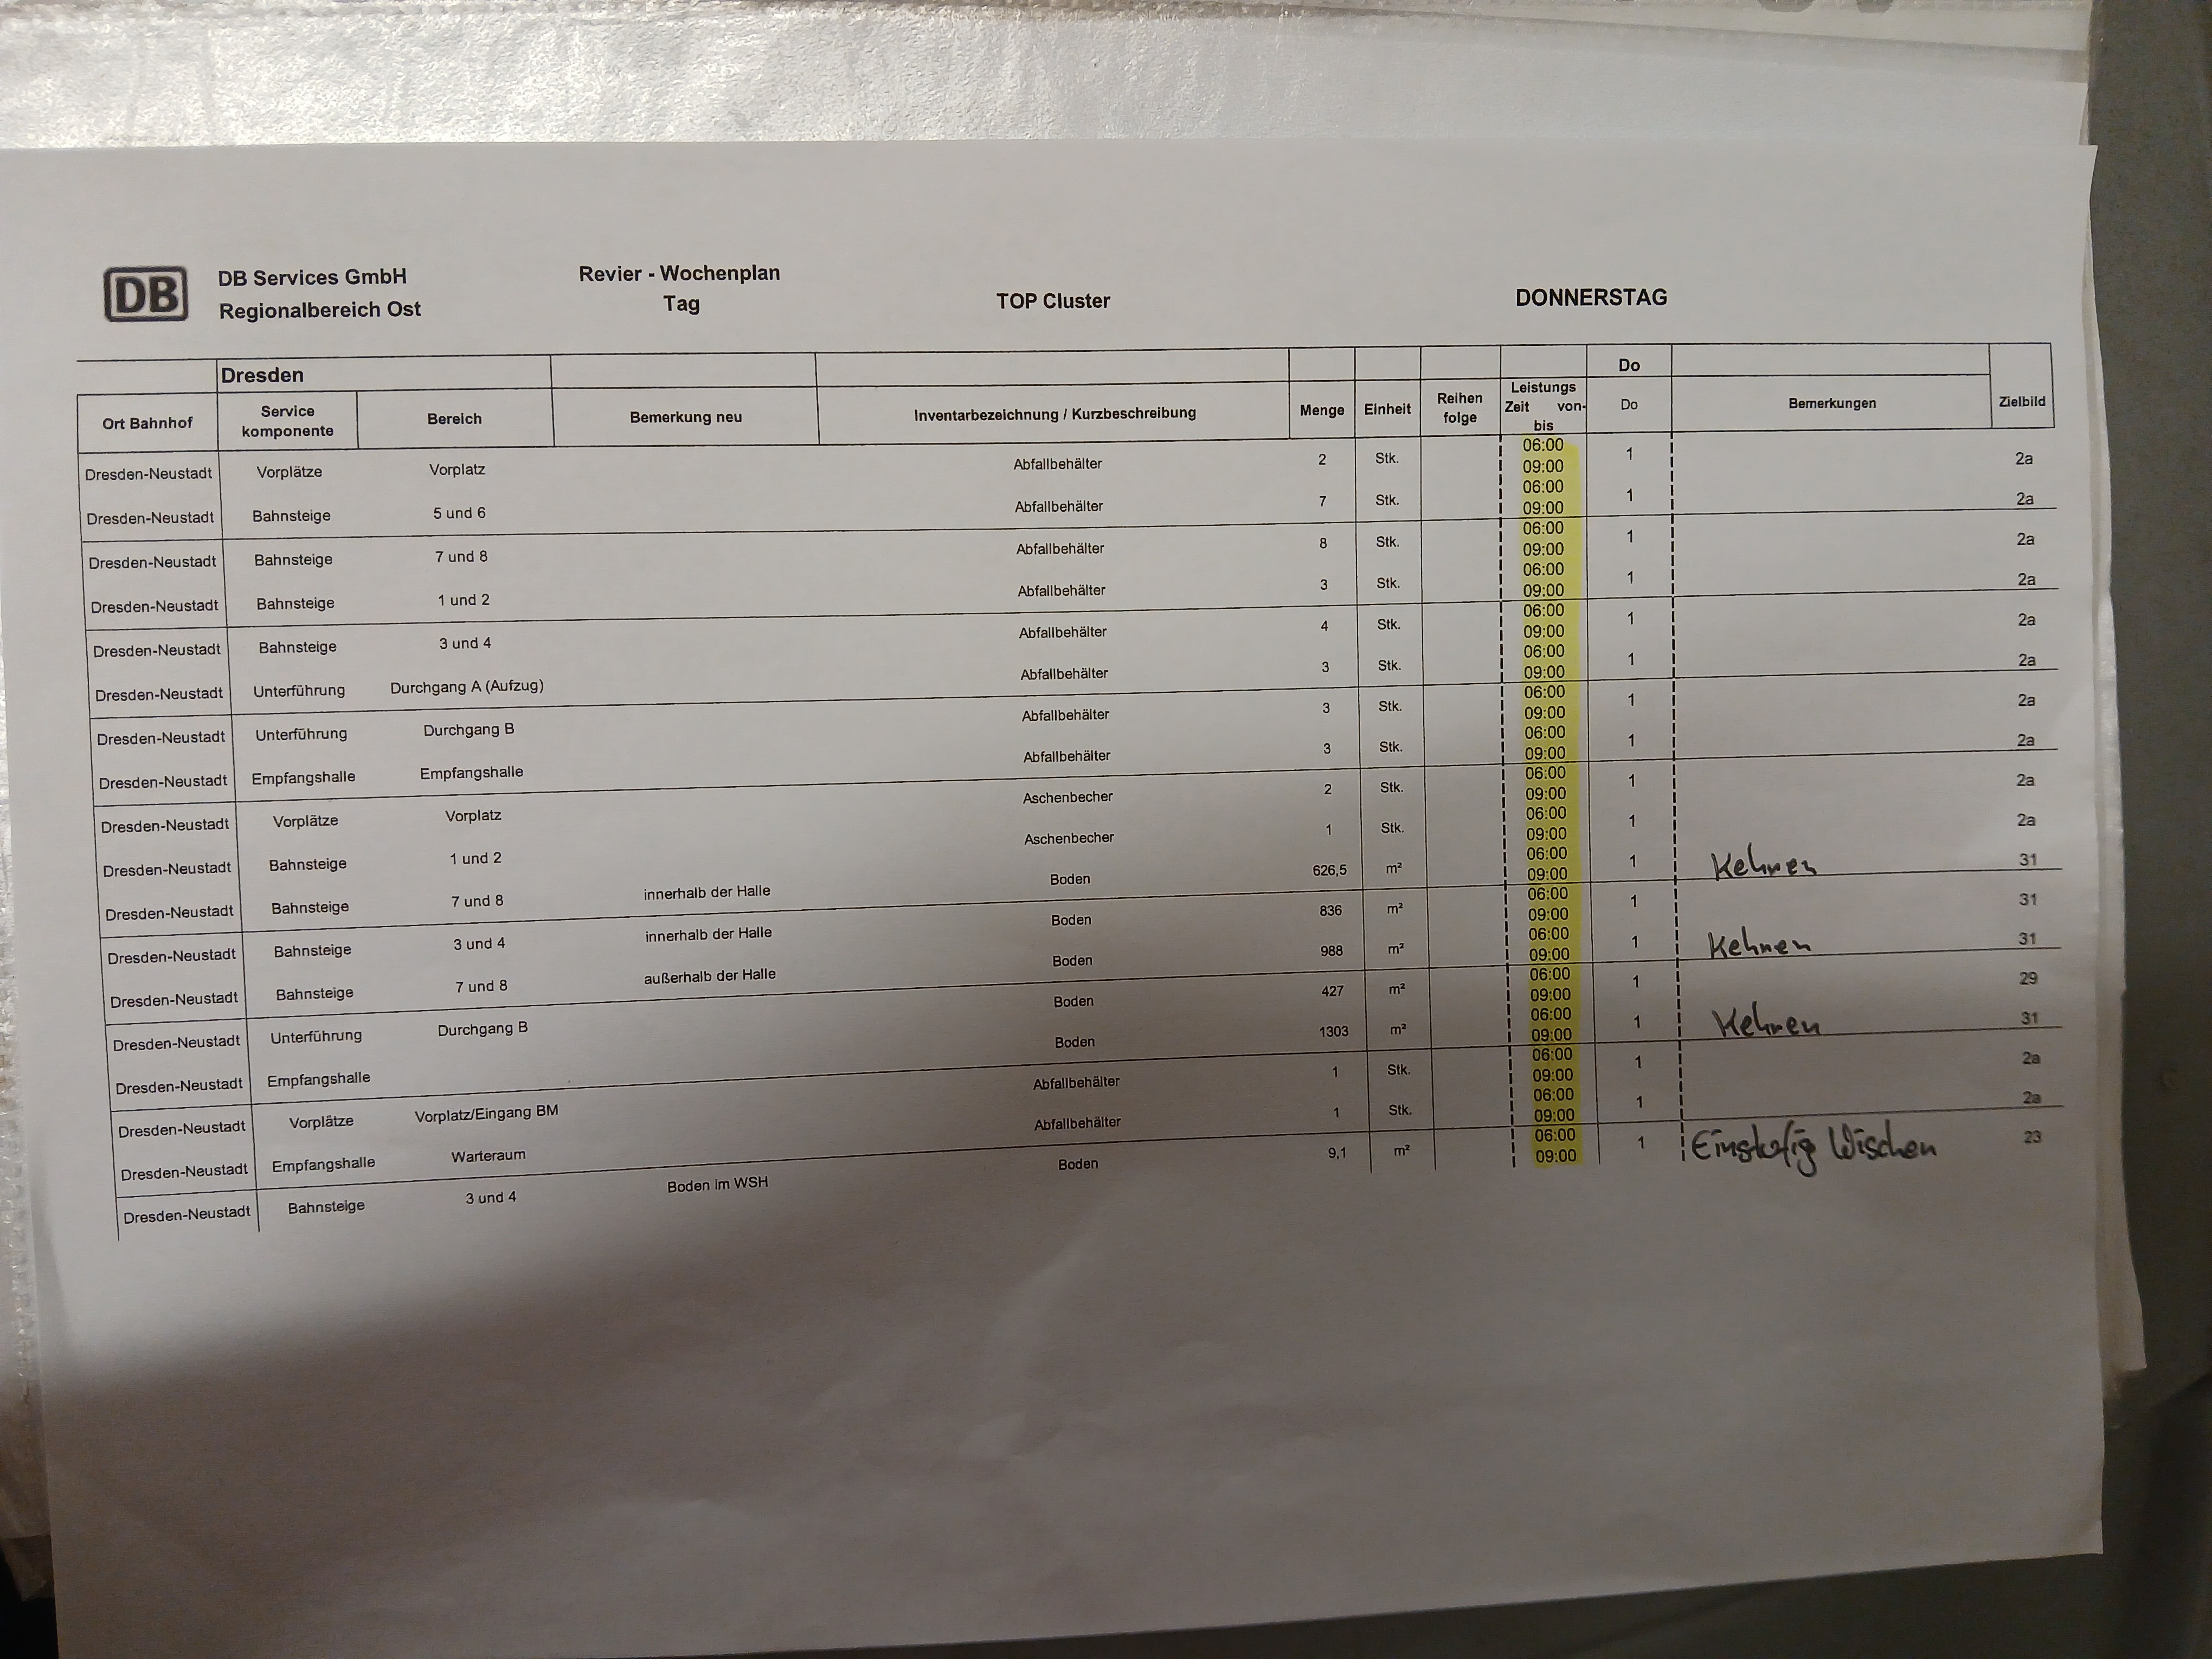 DB DB Services GmbH Revier - Wochenplan
Regionalbereich Ost Tag TOP Cluster DONNERSTAG
Dresden Do
Ort Bahnhof Service komponente Bereich Bemerkung neu Inventarbezeichnung / Kurzbeschreibung Menge Einheit Reihen folge Leistungs Zeit von- bis Do Bemerkungen Zielbild
Dresden-Neustadt Vorplätze Vorplatz Abfallbehälter 2 Stk. 06:00 09:00 1 2a
Dresden-Neustadt Bahnsteige 5 und 6 Abfallbehälter 7 Stk. 06:00 09:00 1 2a
Dresden-Neustadt Bahnsteige 7 und 8 Abfallbehälter 8 Stk. 06:00 09:00 1 2a
Dresden-Neustadt Bahnsteige 1 und 2 Abfallbehälter 3 Stk. 06:00 09:00 1 2a
Dresden-Neustadt Bahnsteige 3 und 4 Abfallbehälter 4 Stk. 06:00 09:00 1 2a
Dresden-Neustadt Unterführung Durchgang A (Aufzug) Abfallbehälter 3 Stk. 06:00 09:00 1 2a
Dresden-Neustadt Unterführung Durchgang B Abfallbehälter 3 Stk. 06:00 09:00 1 2a
Dresden-Neustadt Empfangshalle Empfangshalle Abfallbehälter 3 Stk. 06:00 09:00 1 2a
Dresden-Neustadt Vorplätze Vorplatz Aschenbecher 2 Stk. 06:00 09:00 1 2a
Dresden-Neustadt Bahnsteige 1 und 2 Aschenbecher 1 Stk. 06:00 09:00 1 2a
Dresden-Neustadt Bahnsteige 7 und 8 innerhalb der Halle Boden 626,5 m² 06:00 09:00 1 Kehren 31
Dresden-Neustadt Bahnsteige 3 und 4 innerhalb der Halle Boden 836 m² 06:00 09:00 1 31
Dresden-Neustadt Bahnsteige 7 und 8 außerhalb der Halle Boden 988 m² 06:00 09:00 1 Kehren 31
Dresden-Neustadt Unterführung Durchgang B Boden 427 m² 06:00 09:00 1 29
Dresden-Neustadt Empfangshalle Boden 1303 m² 06:00 09:00 1 Kehren 31
Dresden-Neustadt Vorplätze Vorplatz/Eingang BM Abfallbehälter 1 Stk. 06:00 09:00 1 2a
Dresden-Neustadt Empfangshalle Warteraum Abfallbehälter 1 Stk. 06:00 09:00 1 2a
Dresden-Neustadt Bahnsteige 3 und 4 Boden im WSH Boden 9,1 m² 06:00 09:00 1 Einstufig Wischen 23